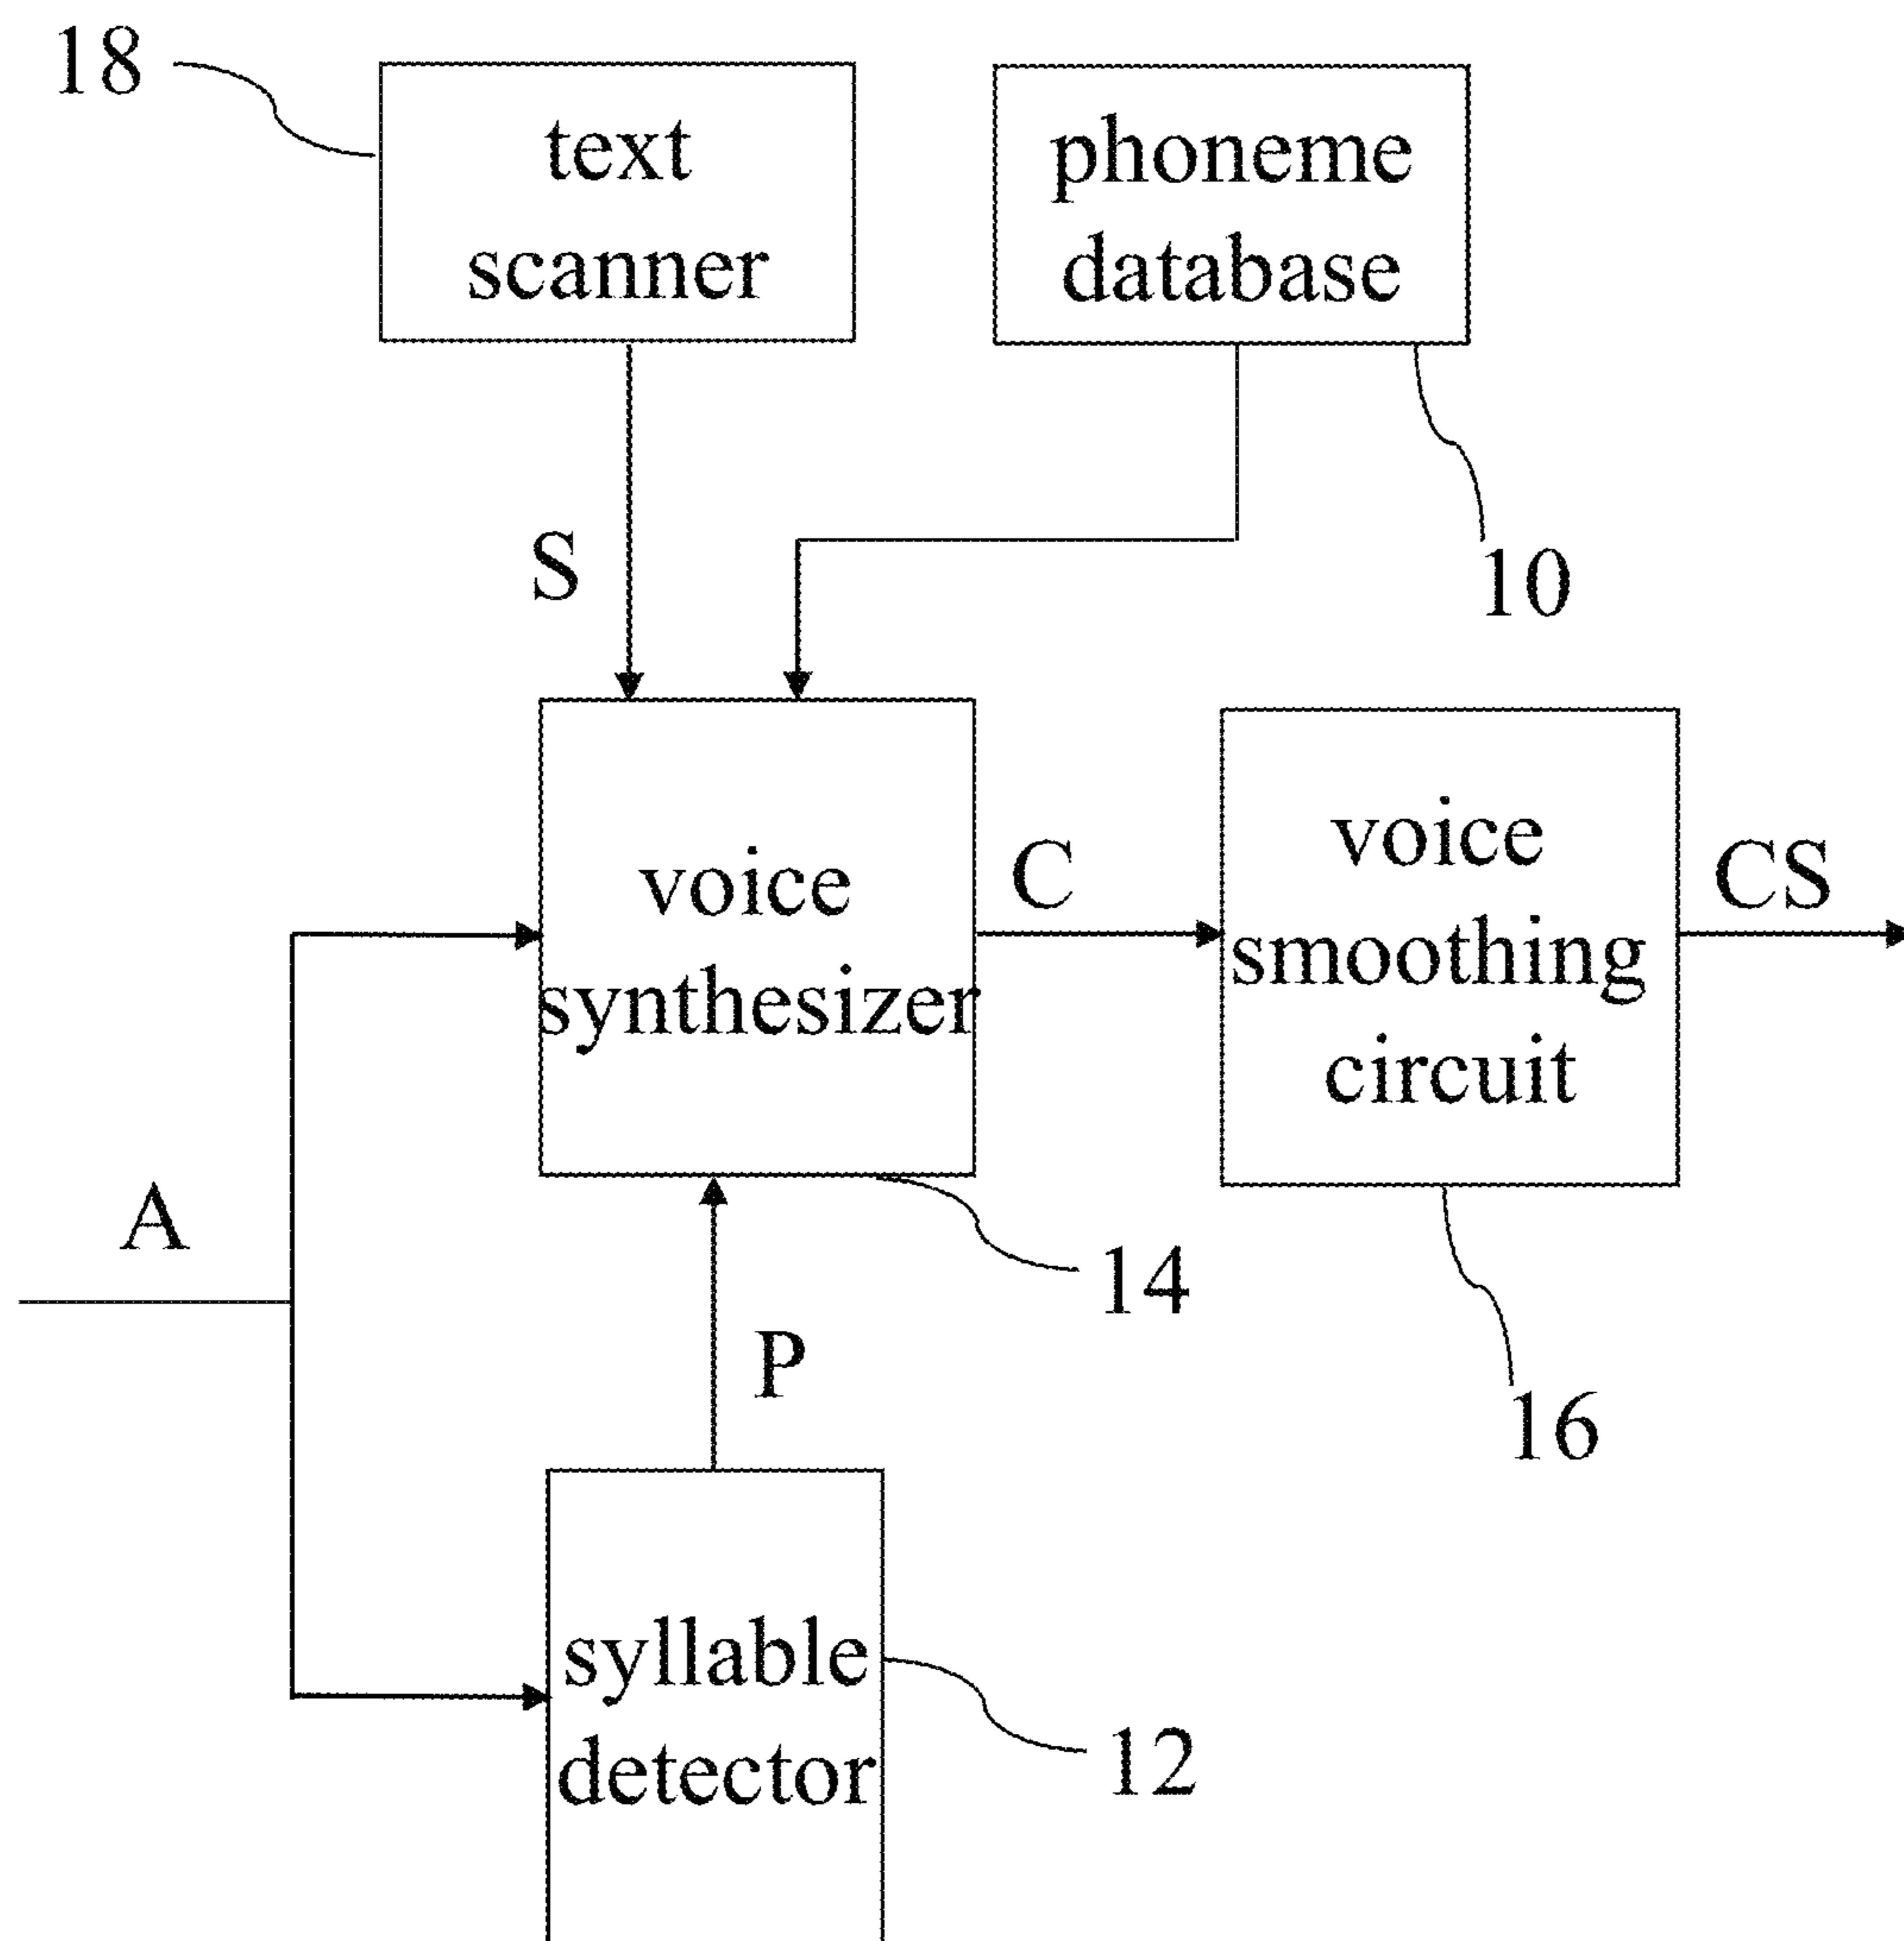 18
text
scanner
phoneme
database
S
10
voice
synthesizer
C
voice
smoothing
circuit
CS
A
14
P
16
syllable
detector
12